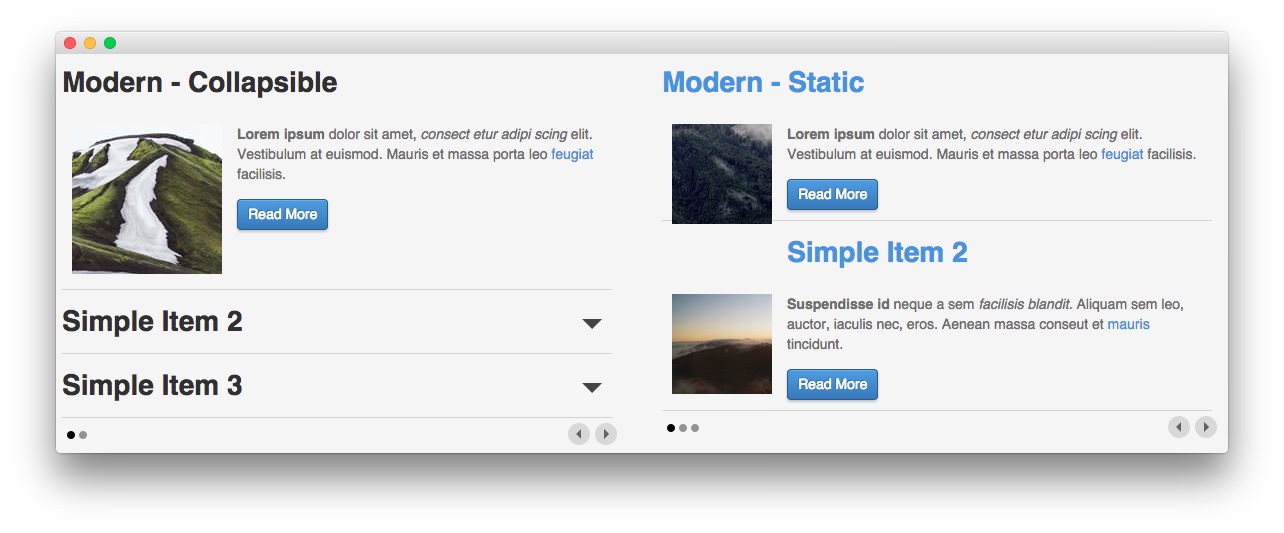 Modern - Collapsible
Lorem ipsum dolor sit amet, consect etur adipi scing elit.
Vestibulum at euismod. Mauris et massa porta leo feugiat
facilisis.
Read More
Simple Item 2
Simple Item 3
Modern - Static
Lorem ipsum dolor sit amet, consect etur adipi scing elit.
Vestibulum at euismod. Mauris et massa porta leo feugiat facilisis.
Read More
Simple Item 2
Suspendisse id neque a sem facilisis blandit. Aliquam sem leo,
auctor, iaculis nec, eros. Aenean massa conseut et mauris
tincidunt.
Read More